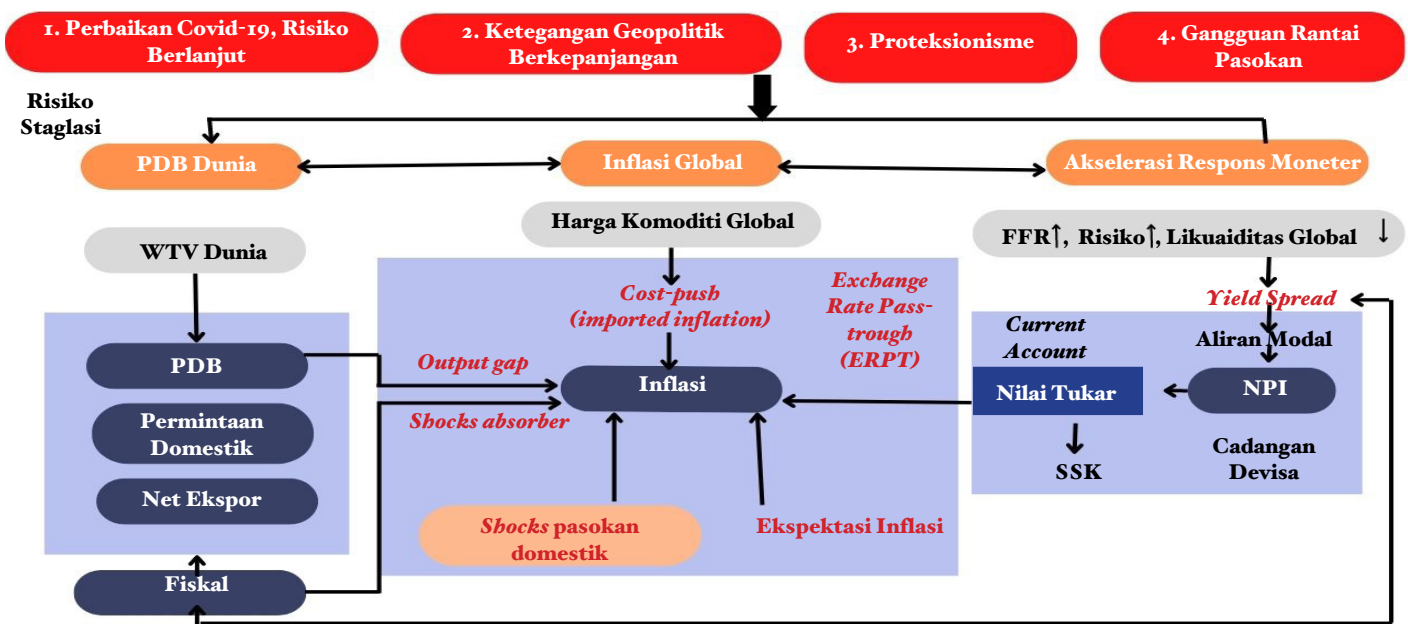 1. Perbaikan Covid-19, Risiko
Berlanjut
2. Ketegangan Geopolitik
Berkepanjangan
3. Proteksionisme
4. Gangguan Rantai
Pasokan
Risiko
Staglasi
PDB Dunia
Inflasi Global
Akselerasi Respons Moneter
WTV Dunia
Harga Komoditi Global
FFR↑, Risiko↑, Likuaiditas Global ↓
Cost-push
(imported inflation)
Exchange
Rate Pass-
trough
(ERPT)
Yield Spread
Current
Account
Aliran Modal
PDB
Output gap
Inflasi
Nilai Tukar
NPI
Shocks absorber
Permintaan
Domestik
SSK
Cadangan
Devisa
Net Ekspor
Shocks pasokan
domestik
Ekspektasi Inflasi
Fiskal